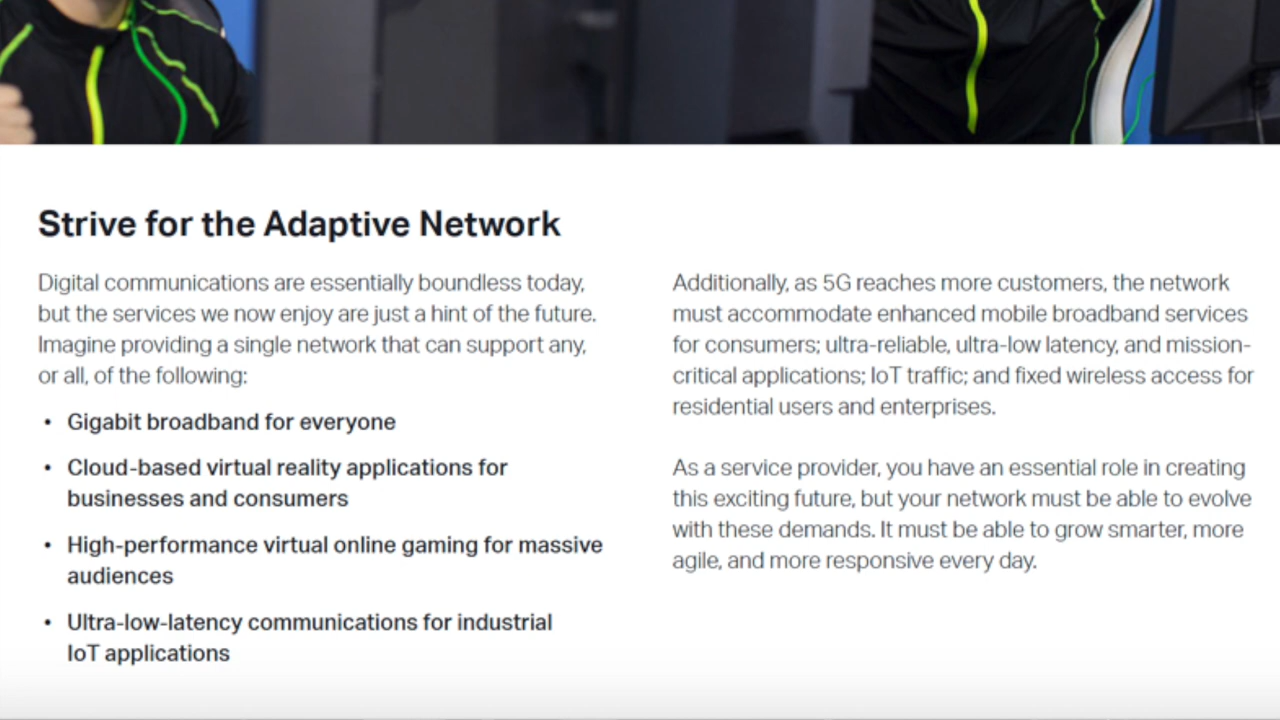 Strive for the Adaptive Network
Digital communications are essentially boundless today,
but the services we now enjoy are just a hint of the future.
Imagine providing a single network that can support any,
or all, of the following:
• Gigabit broadband for everyone
• Cloud-based virtual reality applications for
businesses and consumers
• High-performance virtual online gaming for massive
audiences
• Ultra-low-latency communications for industrial
IoT applications
Additionally, as 5G reaches more customers, the network
must accommodate enhanced mobile broadband services
for consumers; ultra-reliable, ultra-low latency, and mission-
critical applications; IoT traffic; and fixed wireless access for
residential users and enterprises.
As a service provider, you have an essential role in creating
this exciting future, but your network must be able to evolve
with these demands. It must be able to grow smarter, more
agile, and more responsive every day.